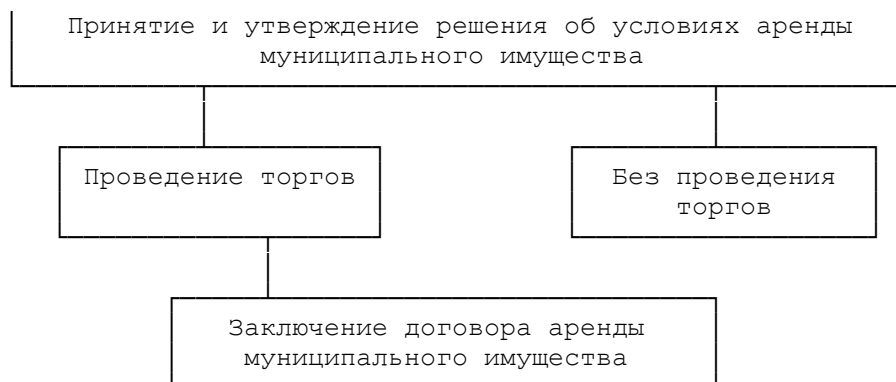 Принятие и утверждение решения об условиях аренды
муниципального имущества
Проведение торгов
Без проведения
торгов
Заключение договора аренды
муниципального имущества